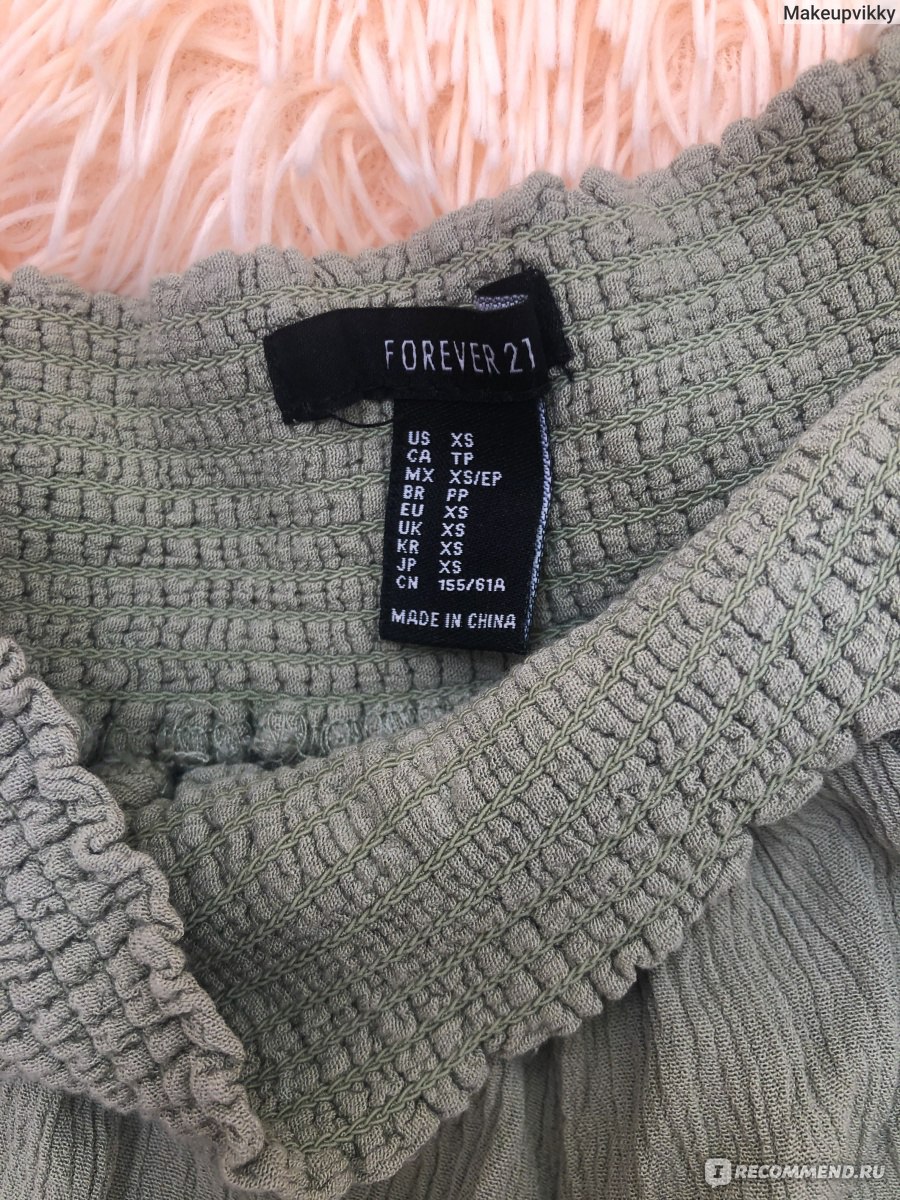 Makeupvikky
FOREVER 21
US XS
CA TP
MX XS/EP
BR PP
EU XS
UK XS
KR XS
JP XS
CN 155/61A
MADE IN CHINA
RECOMMEND.RU